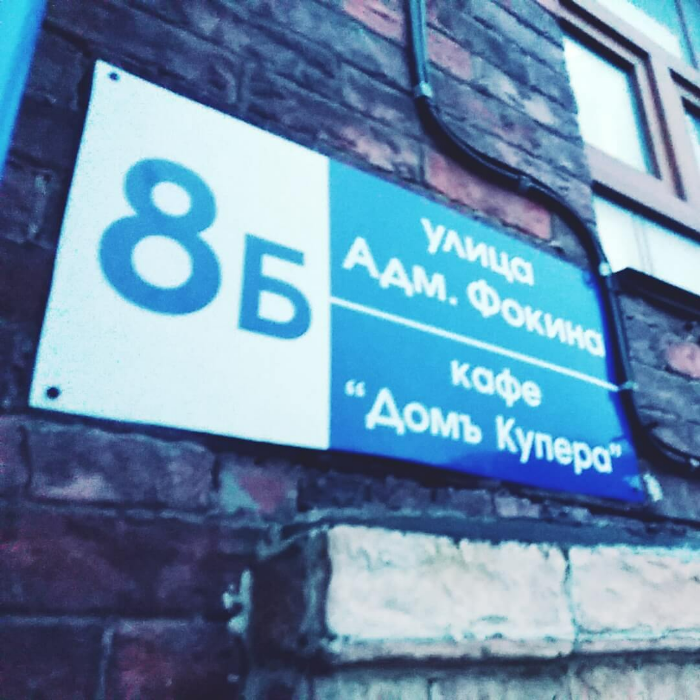 8Б
улица
Адм. Фокина
кафе
“Домъ Купера”